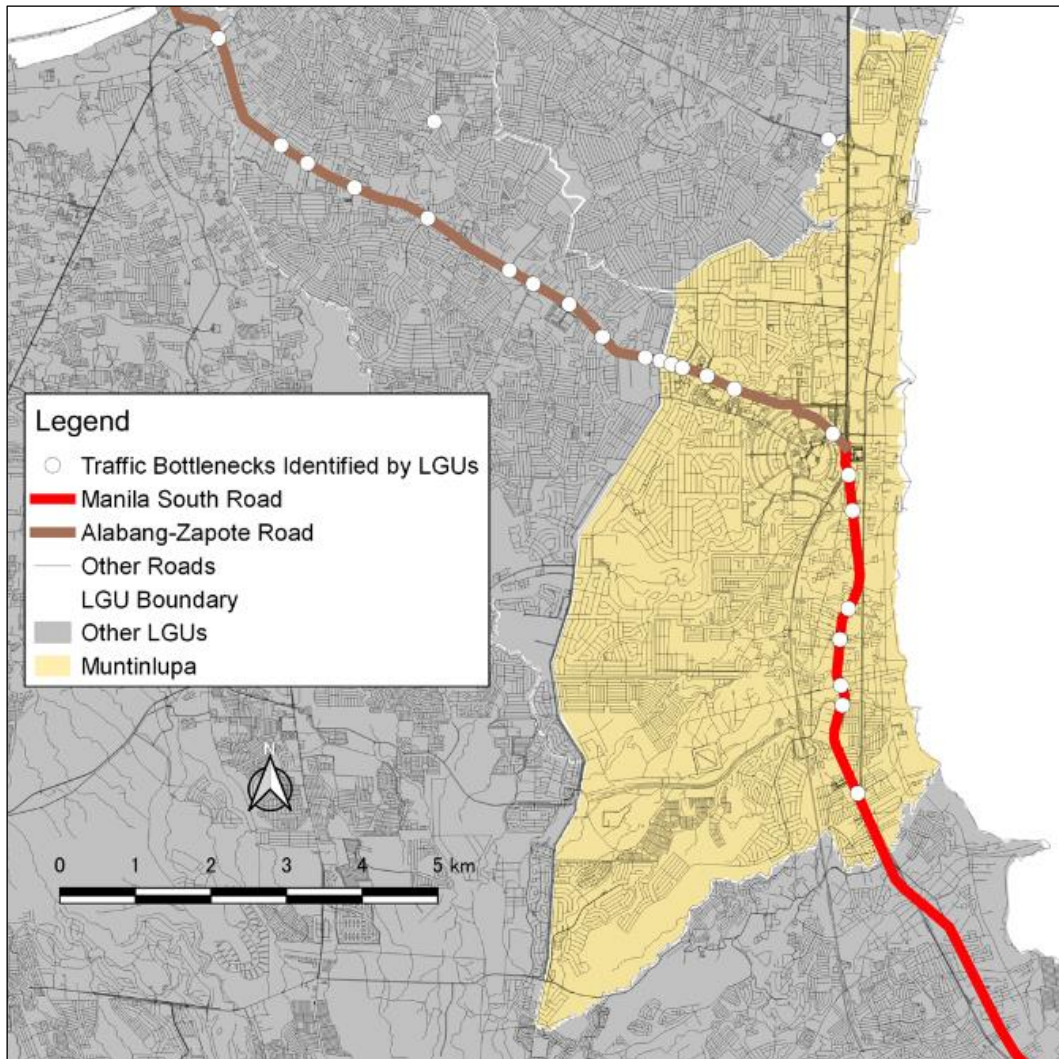 Legend
Traffic Bottlenecks Identified by LGUs
Manila South Road
Alabang-Zapote Road
Other Roads
LGU Boundary
Other LGUs
Muntinlupa
N
0 1 2 3 4 5 km